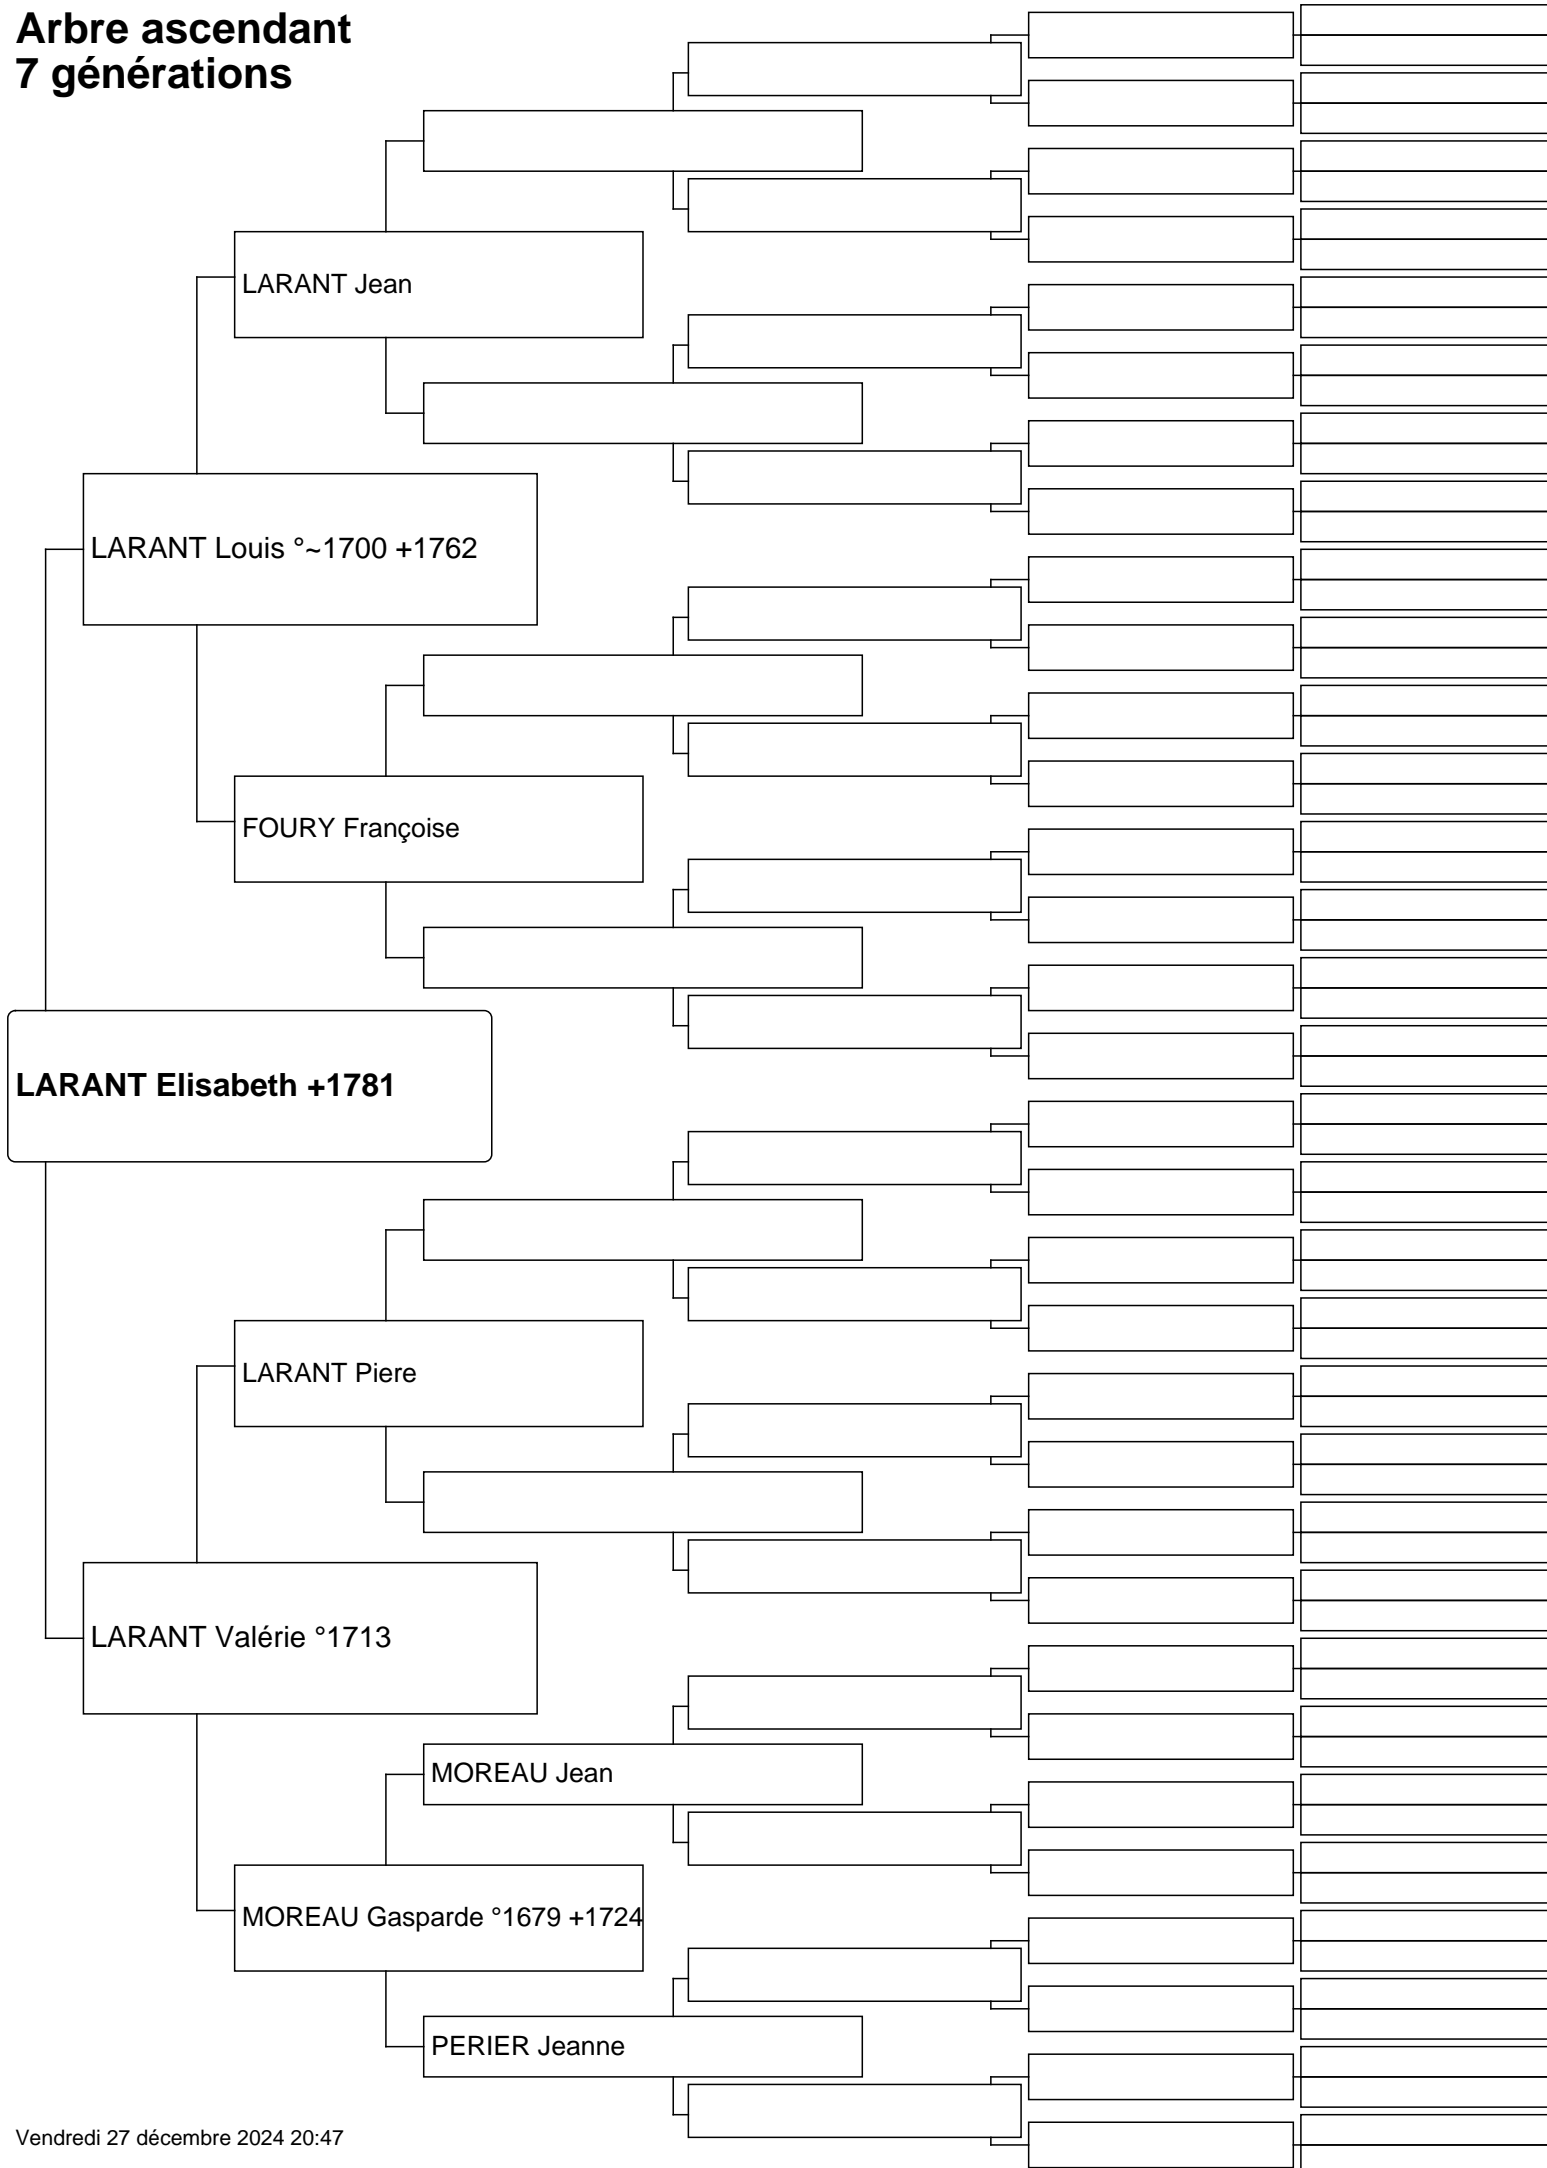 Arbre ascendant
7 générations
LARANT Jean
LARANT Louis °~1700 +1762
FOURY Françoise
LARANT Elisabeth +1781
LARANT Piere
LARANT Valérie °1713
MOREAU Jean
MOREAU Gasparde °1679 +1724
PERIER Jeanne
Vendredi 27 décembre 2024 20:47